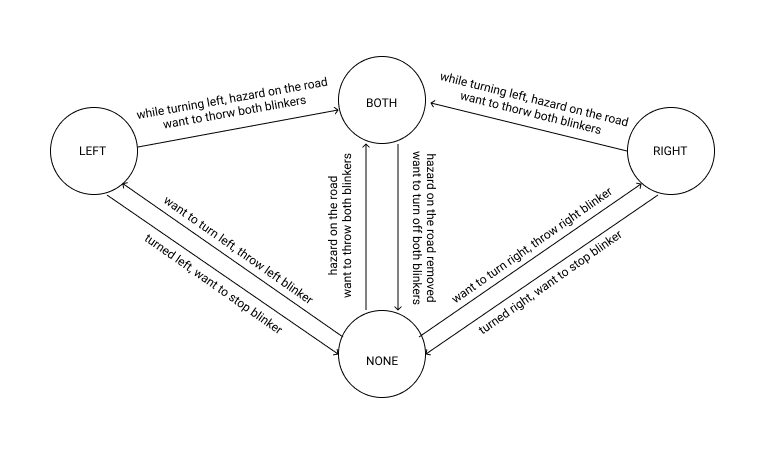 while turning left, hazard on the road
want to thorw both blinkers
BOTH
while turning left, hazard on the road
want to thorw both blinkers
LEFT
RIGHT
hazard on the road
want to throw both blinkers
hazard on the road removed
want to turn off both blinkers
want to turn left, throw left blinker
turned left, want to stop blinker
want to turn right, throw right blinker
turned right, want to stop blinker
NONE